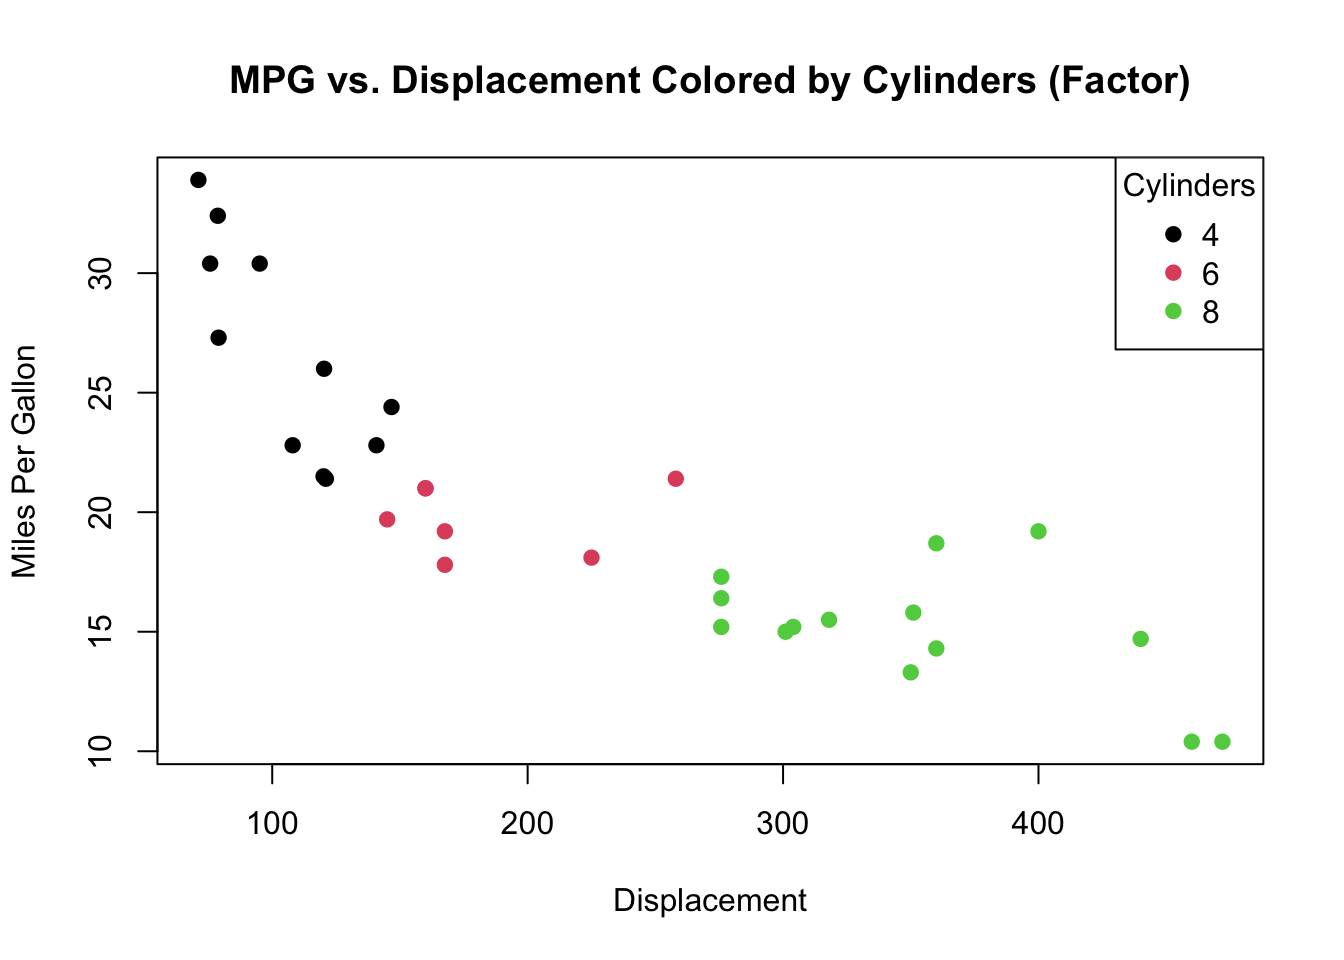 MPG vs. Displacement Colored by Cylinders (Factor)
Cylinders
4
6
8
Miles Per Gallon
30
25
20
15
10
100 200 300 400
Displacement